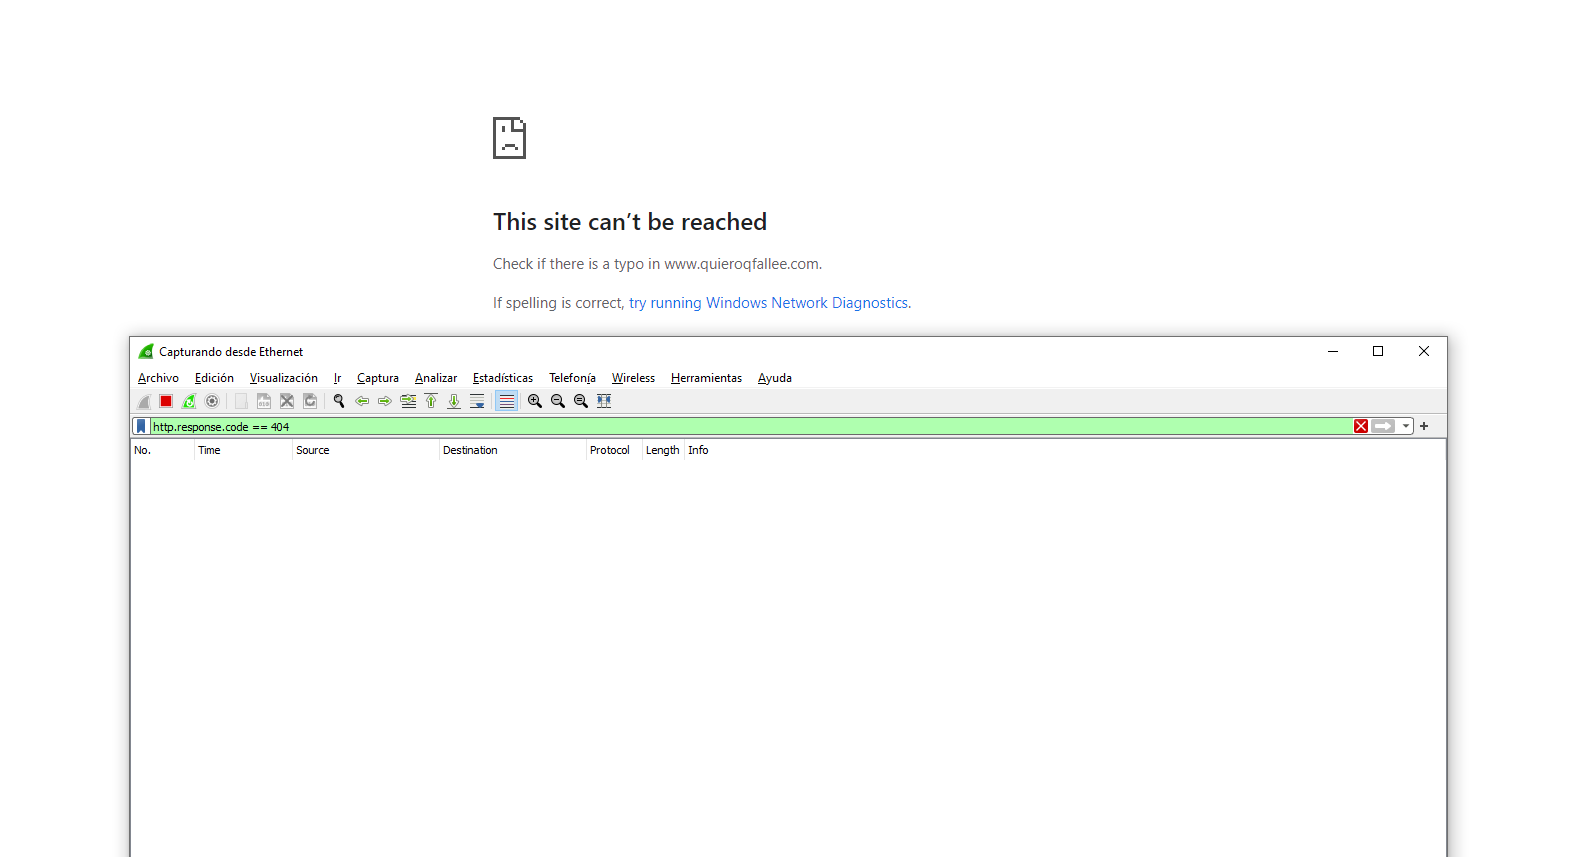 This site can’t be reached
Check if there is a typo in www.quieroqfallee.com.
If spelling is correct, try running Windows Network Diagnostics.
Capturando desde Ethernet
Archivo Edición Visualización Ir Captura Analizar Estadísticas Telefonía Wireless Herramientas Ayuda
http.response.code == 404
No. Time Source Destination Protocol Length Info